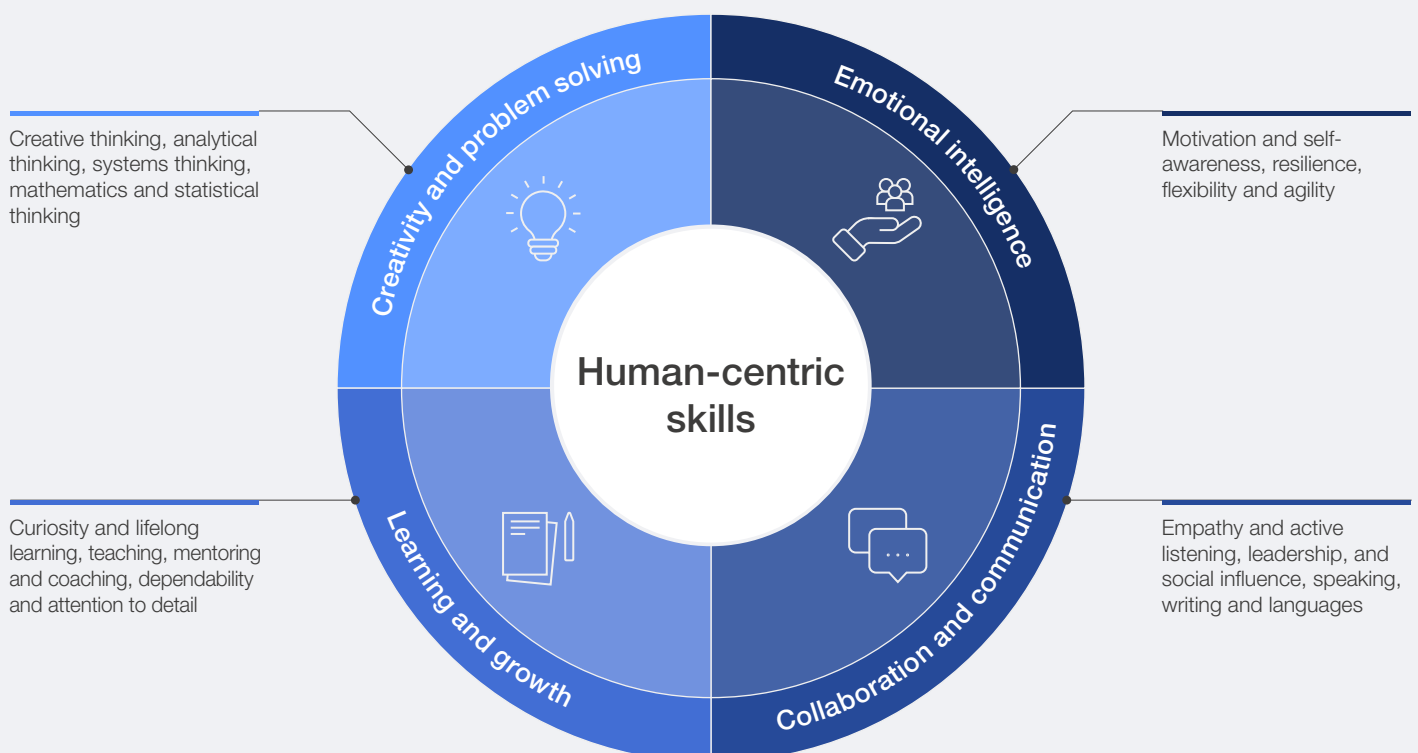 Creativity and problem solving
Emotional intelligence
Creative thinking, analytical
thinking, systems thinking,
mathematics and statistical
thinking
Motivation and self-
awareness, resilience,
flexibility and agility
Human-centric
skills
Curiosity and lifelong
learning, teaching, mentoring
and coaching, dependability
and attention to detail
Learning and growth
Collaboration and communication
Empathy and active
listening, leadership, and
social influence, speaking,
writing and languages